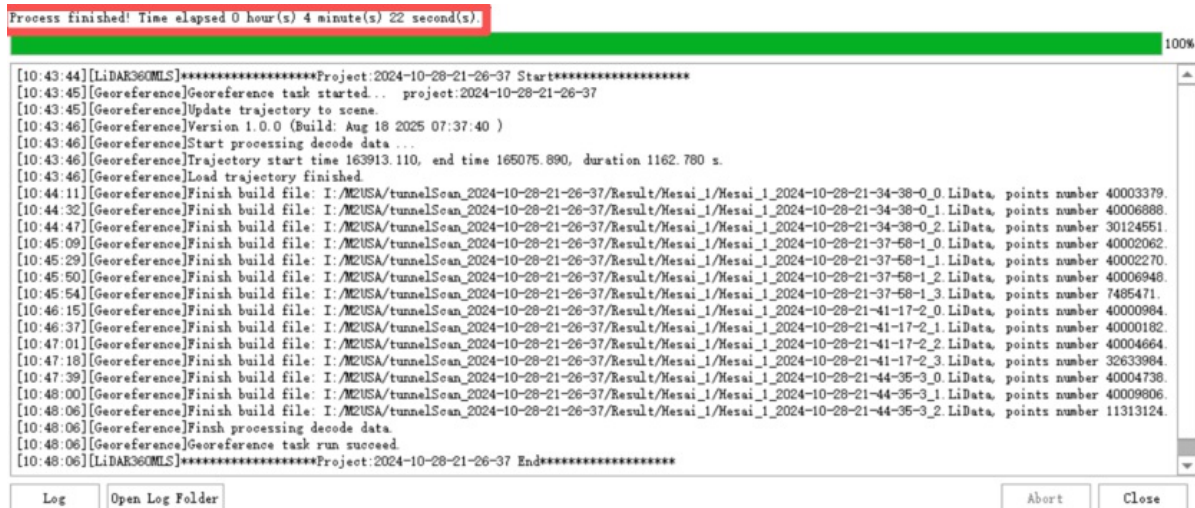 Process finished! Time elapsed 0 hour(s) 4 minute(s) 22 second(s).
100%
[10:43:44][LiDAR360MLS]*******************Project:2024-10-28-21-26-37 Start*******************
[10:43:45][Georeference]Georeference task started... project:2024-10-28-21-26-37
[10:43:45][Georeference]Update trajectory to scene.
[10:43:46][Georeference]Version 1.0.0 (Build: Aug 18 2025 07:37:40 )
[10:43:46][Georeference]Start processing decode data ...
[10:43:46][Georeference]Trajectory start time 163913.110, end time 165075.890, duration 1162.780 s.
[10:43:46][Georeference]Load trajectory finished.
[10:44:11][Georeference]Finish build file: I:/M2USA/tunnelScan_2024-10-28-21-26-37/Result/Hesai_1/Hesai_1_2024-10-28-21-34-38-0_0.LiData, points number 40003379.
[10:44:32][Georeference]Finish build file: I:/M2USA/tunnelScan_2024-10-28-21-26-37/Result/Hesai_1/Hesai_1_2024-10-28-21-34-38-0_1.LiData, points number 40006888.
[10:44:47][Georeference]Finish build file: I:/M2USA/tunnelScan_2024-10-28-21-26-37/Result/Hesai_1/Hesai_1_2024-10-28-21-34-38-0_2.LiData, points number 30124551.
[10:45:09][Georeference]Finish build file: I:/M2USA/tunnelScan_2024-10-28-21-26-37/Result/Hesai_1/Hesai_1_2024-10-28-21-37-58-1_0.LiData, points number 40002062.
[10:45:29][Georeference]Finish build file: I:/M2USA/tunnelScan_2024-10-28-21-26-37/Result/Hesai_1/Hesai_1_2024-10-28-21-37-58-1_1.LiData, points number 40002270.
[10:45:50][Georeference]Finish build file: I:/M2USA/tunnelScan_2024-10-28-21-26-37/Result/Hesai_1/Hesai_1_2024-10-28-21-37-58-1_2.LiData, points number 40006948.
[10:45:54][Georeference]Finish build file: I:/M2USA/tunnelScan_2024-10-28-21-26-37/Result/Hesai_1/Hesai_1_2024-10-28-21-37-58-1_3.LiData, points number 7485471.
[10:46:15][Georeference]Finish build file: I:/M2USA/tunnelScan_2024-10-28-21-26-37/Result/Hesai_1/Hesai_1_2024-10-28-21-41-17-2_0.LiData, points number 40000984.
[10:46:37][Georeference]Finish build file: I:/M2USA/tunnelScan_2024-10-28-21-26-37/Result/Hesai_1/Hesai_1_2024-10-28-21-41-17-2_1.LiData, points number 40000182.
[10:47:01][Georeference]Finish build file: I:/M2USA/tunnelScan_2024-10-28-21-26-37/Result/Hesai_1/Hesai_1_2024-10-28-21-41-17-2_2.LiData, points number 40004664.
[10:47:18][Georeference]Finish build file: I:/M2USA/tunnelScan_2024-10-28-21-26-37/Result/Hesai_1/Hesai_1_2024-10-28-21-41-17-2_3.LiData, points number 32633984.
[10:47:39][Georeference]Finish build file: I:/M2USA/tunnelScan_2024-10-28-21-26-37/Result/Hesai_1/Hesai_1_2024-10-28-21-44-35-3_0.LiData, points number 40004738.
[10:48:00][Georeference]Finish build file: I:/M2USA/tunnelScan_2024-10-28-21-26-37/Result/Hesai_1/Hesai_1_2024-10-28-21-44-35-3_1.LiData, points number 40009806.
[10:48:06][Georeference]Finish build file: I:/M2USA/tunnelScan_2024-10-28-21-26-37/Result/Hesai_1/Hesai_1_2024-10-28-21-44-35-3_2.LiData, points number 11313124.
[10:48:06][Georeference]Finsh processing decode data.
[10:48:06][Georeference]Georeference task run succeed.
[10:48:06][LiDAR360MLS]*******************Project:2024-10-28-21-26-37 End*******************
Log Open Log Folder Abort Close